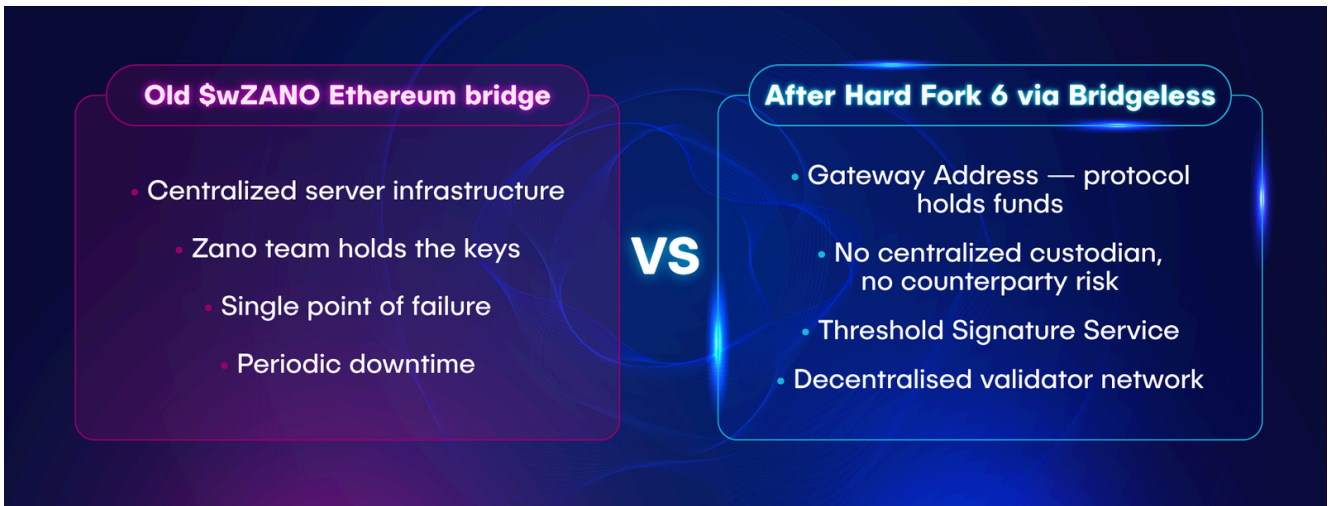 Old $wZANO Ethereum bridge
• Centralized server infrastructure
• Zano team holds the keys
• Single point of failure
• Periodic downtime
VS
After Hard Fork 6 via Bridgeless
• Gateway Address — protocol
holds funds
• No centralized custodian,
no counterparty risk
• Threshold Signature Service
• Decentralised validator network